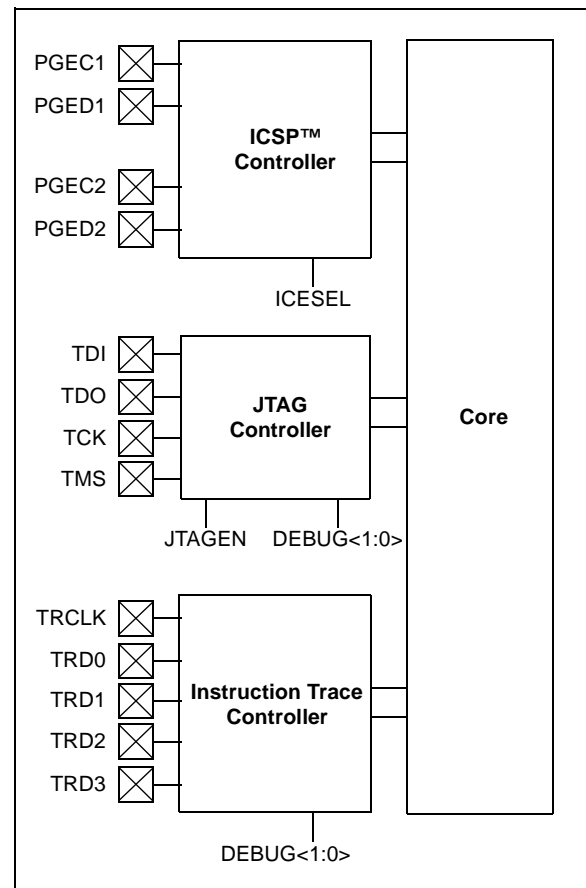 PGEC1
PGED1
PGEC2
PGED2
ICSP™
Controller
ICESEL
TDI
TDO
TCK
TMS
JTAG
Controller
JTAGEN
DEBUG<1:0>
Core
TRCLK
TRD0
TRD1
TRD2
TRD3
Instruction Trace
Controller
DEBUG<1:0>